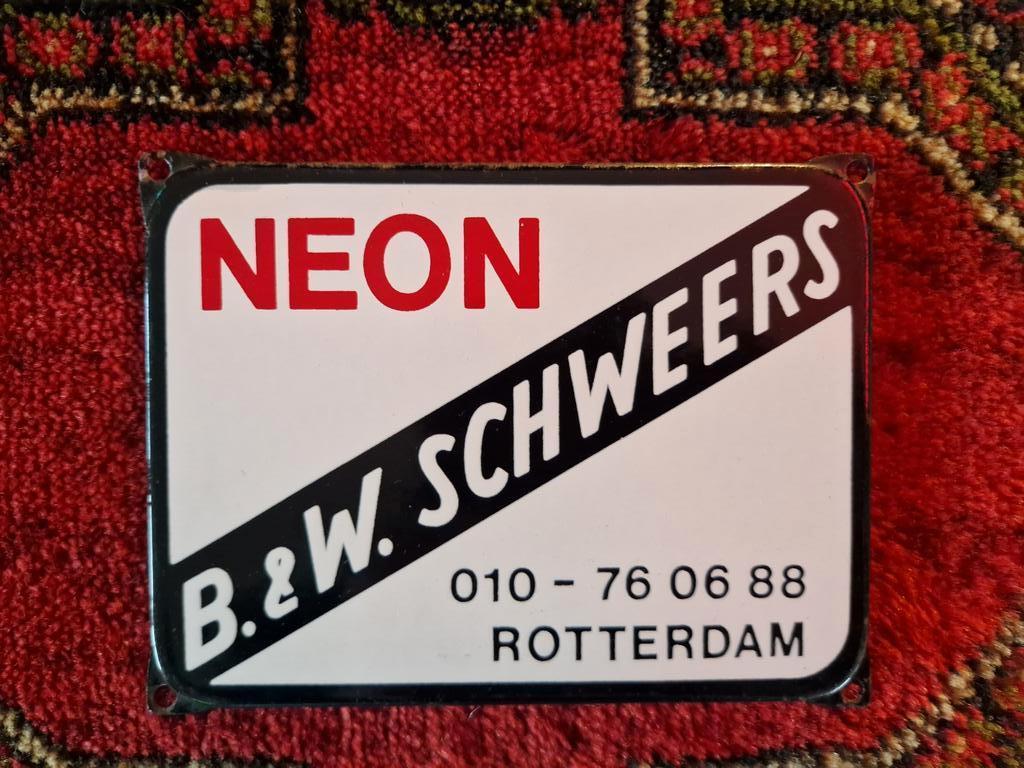 NEON
B. & W. SCHWEERS
010 - 76 06 88
ROTTERDAM